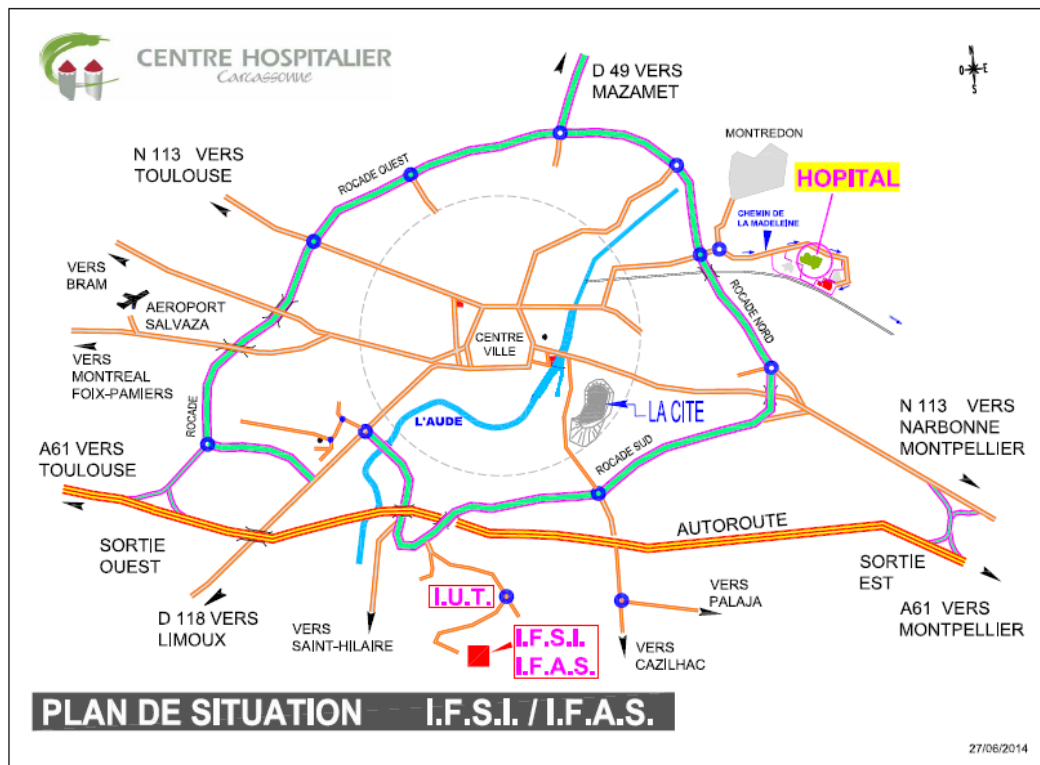 CENTRE HOSPITALIER
Carcassonne
D 49 VERS
MAZAMET
N
O
E
S
MONTREDON
N 113 VERS
TOULOUSE
ROCADE OUEST
HOPITAL
CHEMIN DE
LA MADELEINE
VERS
BRAM
AEROPORT
SALVAZA
ROCADE NORD
CENTRE
VILLE
VERS
MONTREAL
FOIX-PAMIERS
ROCADE
L'AUDE
LA CITE
N 113 VERS
NARBONNE
MONTPELLIER
A61 VERS
TOULOUSE
ROCADE SUD
AUTOROUTE
SORTIE
OUEST
SORTIE
EST
I.U.T.
VERS
PALAJA
A61 VERS
MONTPELLIER
D 118 VERS
LIMOUX
VERS
SAINT-HILAIRE
I.F.S.I.
I.F.A.S.
VERS
CAZILHAC
PLAN DE SITUATION I.F.S.I. / I.F.A.S.
27/06/2014